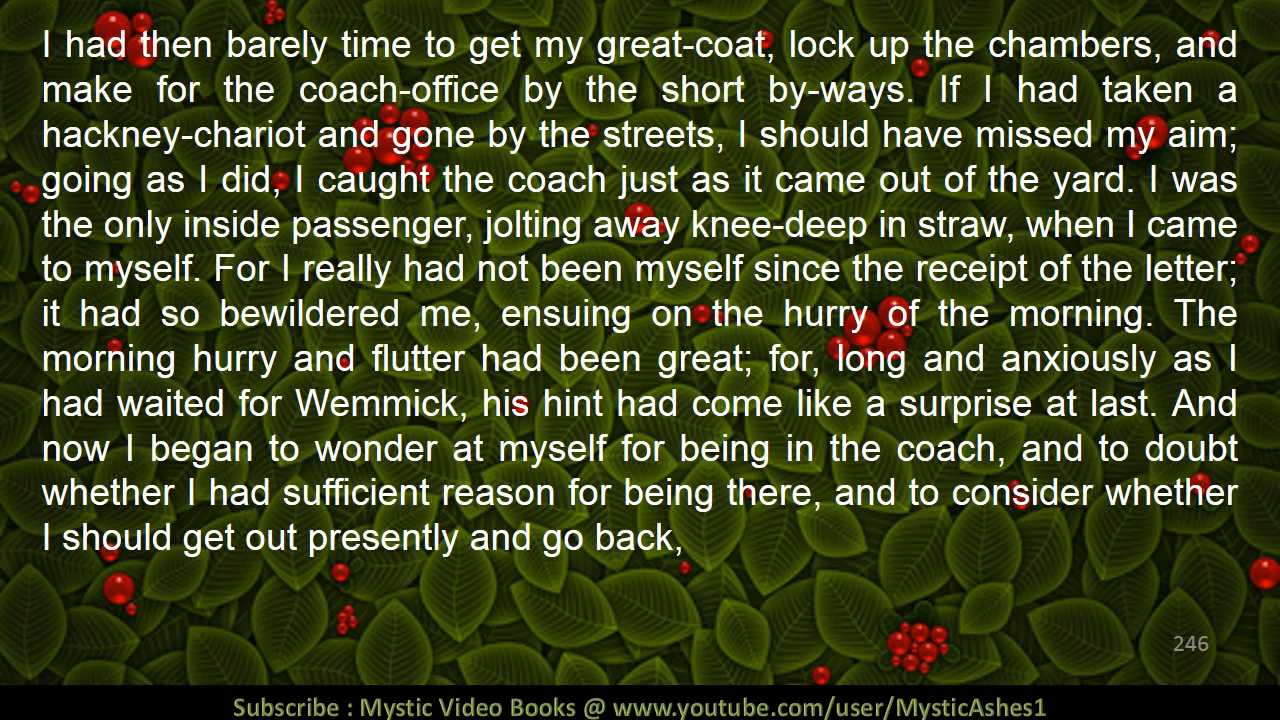 I had then barely time to get my great-coat, lock up the chambers, and
make for the coach-office by the short by-ways. If I had taken a
hackney-chariot and gone by the streets, I should have missed my aim;
going as I did, I caught the coach just as it came out of the yard. I was
the only inside passenger, jolting away knee-deep in straw, when I came
to myself. For I really had not been myself since the receipt of the letter;
it had so bewildered me, ensuing on the hurry of the morning. The
morning hurry and flutter had been great; for, long and anxiously as I
had waited for Wemmick, his hint had come like a surprise at last. And
now I began to wonder at myself for being in the coach, and to doubt
whether I had sufficient reason for being there, and to consider whether
I should get out presently and go back,
246
Subscribe : Mystic Video Books @ www.youtube.com/user/MysticAshes1